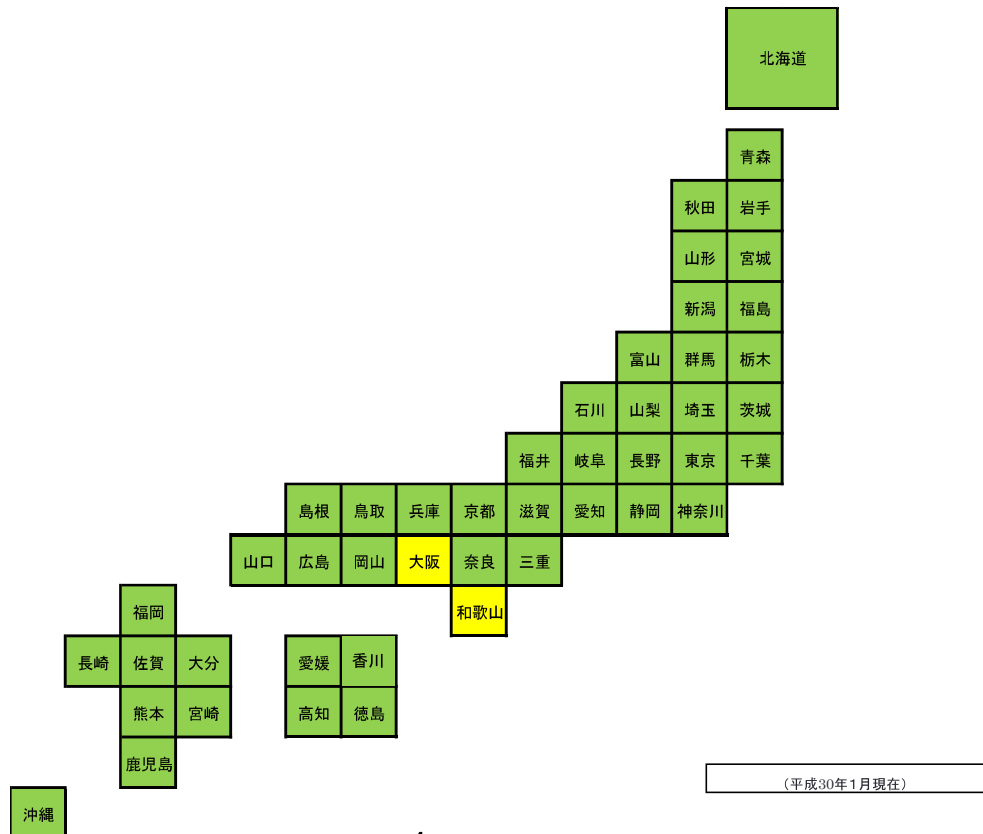 北海道
青森
秋田 岩手
山形 宮城
新潟 福島
富山 群馬 栃木
石川 山梨 埼玉 茨城
福井 岐阜 長野 東京 千葉
島根 鳥取 兵庫 京都 滋賀 愛知 静岡 神奈川
山口 広島 岡山 大阪 奈良 三重
福岡 和歌山
長崎 佐賀 大分 愛媛 香川
熊本 宮崎 高知 徳島
鹿児島
(平成30年1月現在)
沖縄